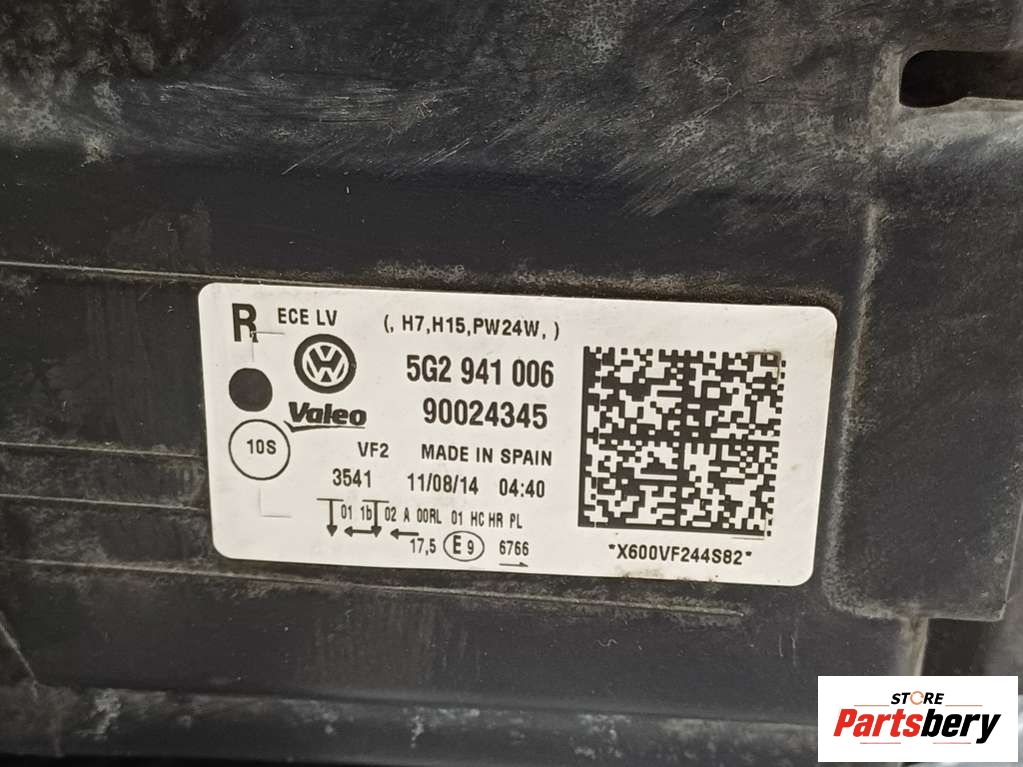 R ECE LV (, H7,H15,PW24W, )
5G2 941 006
Valeo 90024345
10S VF2 MADE IN SPAIN
3541 11/08/14 04:40
01 1b 02 A 00RL 01 HC HR PL
17,5 E9 6766
*X600VF244S82*
STORE
Partsbery